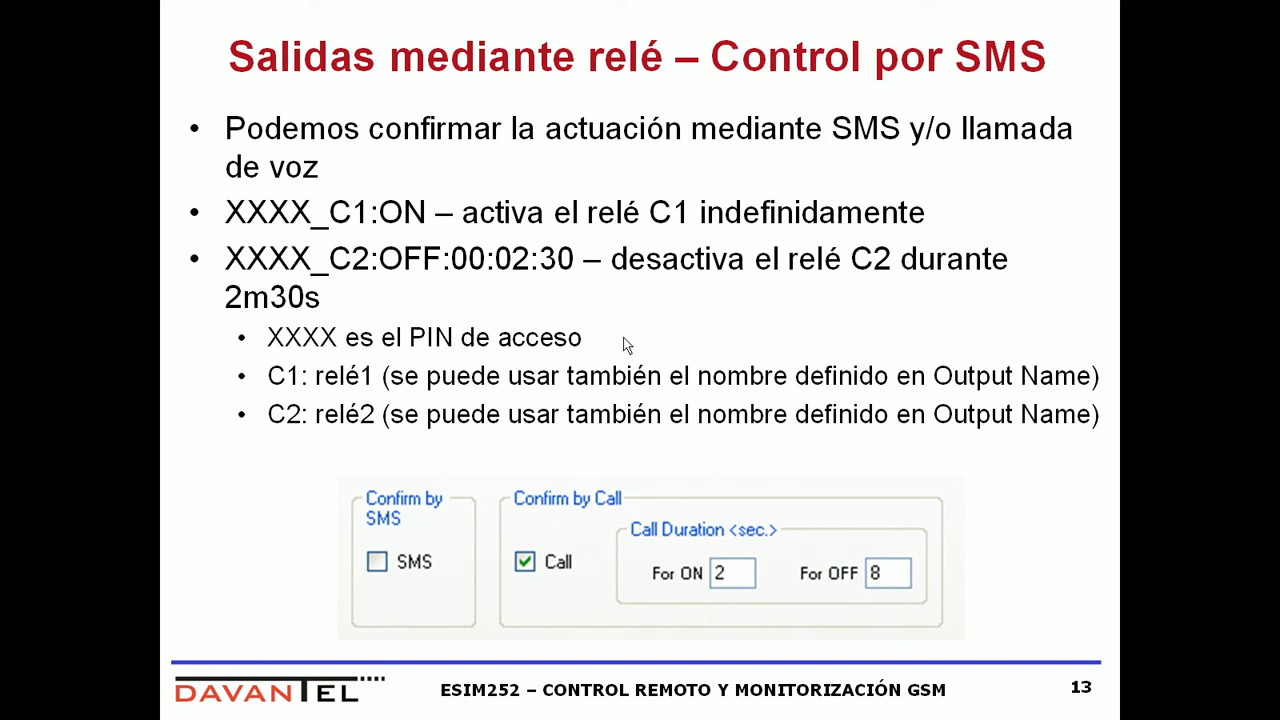 Salidas mediante relé – Control por SMS
• Podemos confirmar la actuación mediante SMS y/o llamada
de voz
• XXXX_C1:ON – activa el relé C1 indefinidamente
• XXXX_C2:OFF:00:02:30 – desactiva el relé C2 durante
2m30s
• XXXX es el PIN de acceso
• C1: relé1 (se puede usar también el nombre definido en Output Name)
• C2: relé2 (se puede usar también el nombre definido en Output Name)
Confirm by
SMS
SMS
Confirm by Call
Call
Call Duration <sec.>
For ON 2
For OFF 8
DAVANTEL
ESIM252 – CONTROL REMOTO Y MONITORIZACIÓN GSM
13